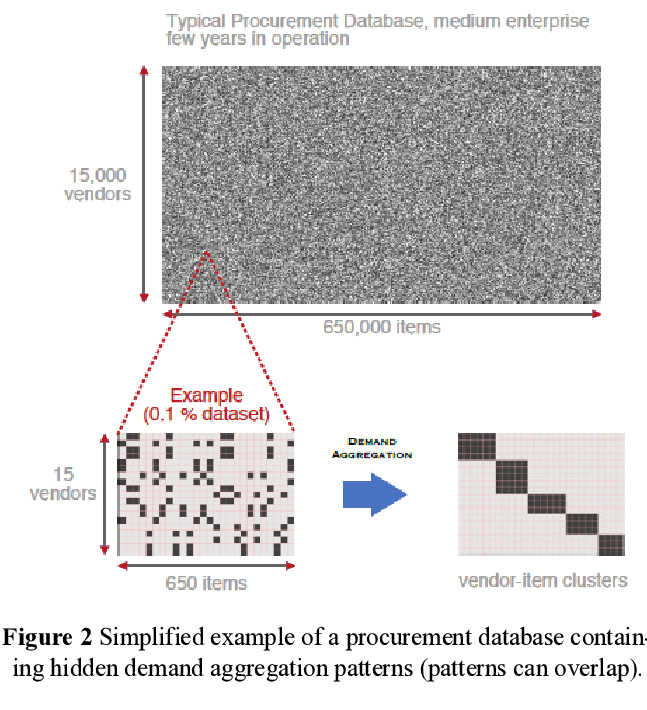 Typical Procurement Database, medium enterprise
few years in operation
15,000
vendors
650,000 items
Example
(0.1 % dataset)
DEMAND
AGGREGATION
15
vendors
650 items
vendor-item clusters
Figure 2 Simplified example of a procurement database contain-
ing hidden demand aggregation patterns (patterns can overlap).